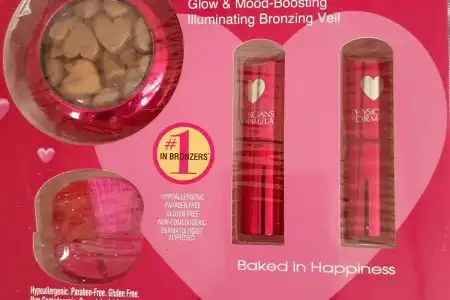 Glow & Mood-Boosting
Illuminating Bronzing Veil
#1
IN BRONZERS*
HYPOALLERGENIC
PARABEN FREE
GLUTEN FREE
NON-COMEDOGENIC
DERMATOLOGIST
APPROVED
Baked In Happiness
Hypoallergenic. Paraben-Free. Gluten Free.